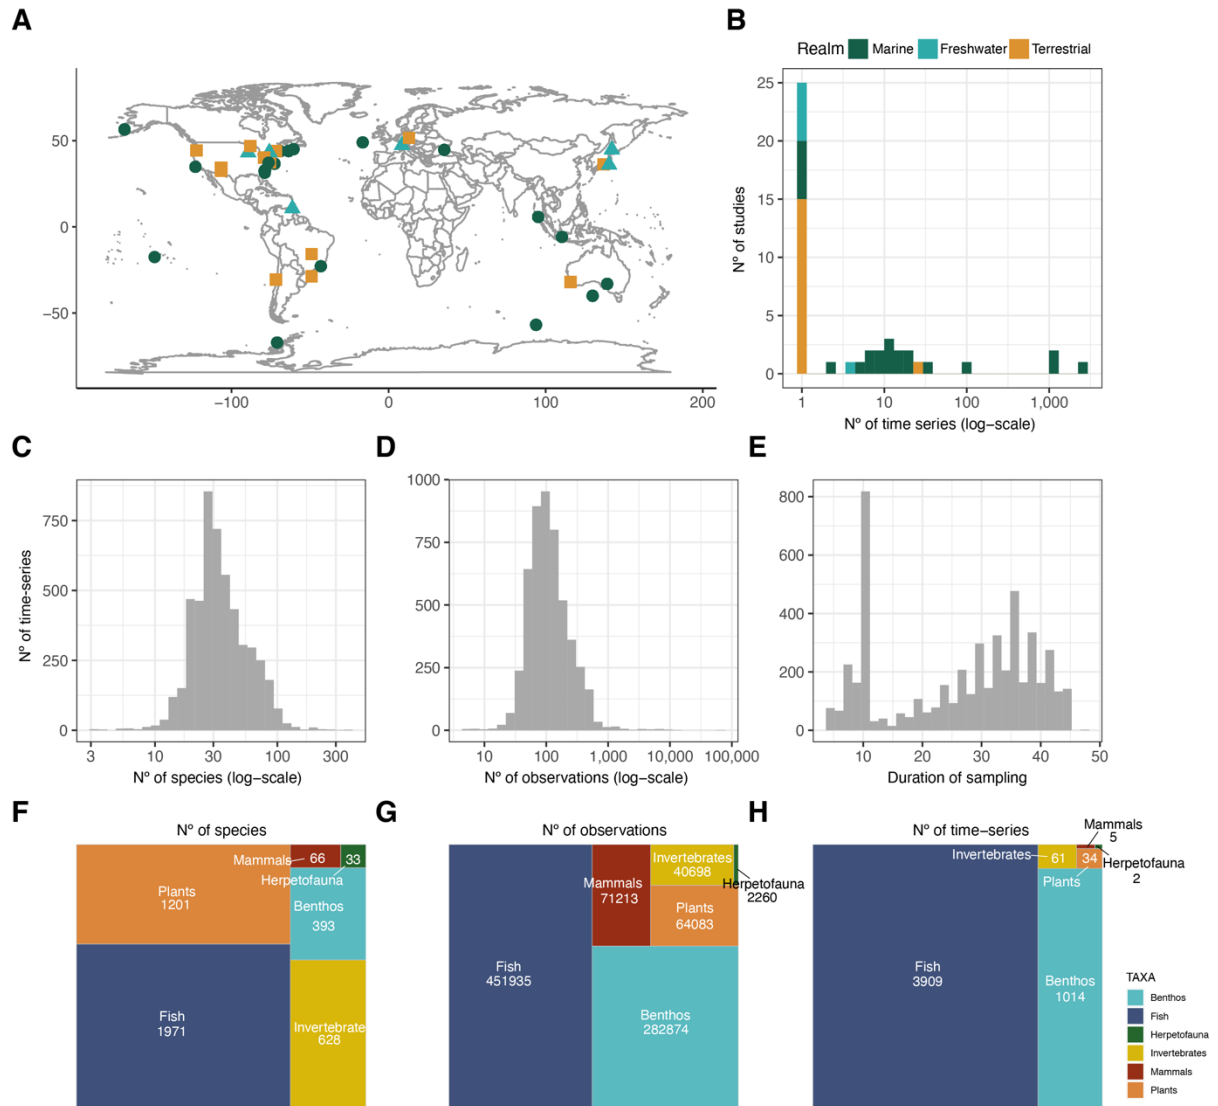 A
B
Realm Marine Freshwater Terrestrial
50
0
−50
−100
0
100
200
Nº of studies
25
20
15
10
5
0
1
10
100
1,000
Nº of time series (log−scale)
C
D
E
Nº of time-series
750
500
250
0
3
10
30
100
300
Nº of species (log−scale)
1000
750
500
250
0
10
100
1,000
10,000
100,000
Nº of observations (log−scale)
800
600
400
200
0
10
20
30
40
50
Duration of sampling
F
G
H
Nº of species
Mammals
66
33
Herpetofauna
Plants
1201
Benthos
393
Fish
1971
Invertebrate
628
Nº of observations
Invertebrates
40698
Mammals
71213
Herpetofauna
2260
Plants
64083
Fish
451935
Benthos
282874
Nº of time−series
Mammals
5
Invertebrates
61
34
Herpetofauna
2
Plants
Fish
3909
Benthos
1014
TAXA
Benthos
Fish
Herpetofauna
Invertebrates
Mammals
Plants